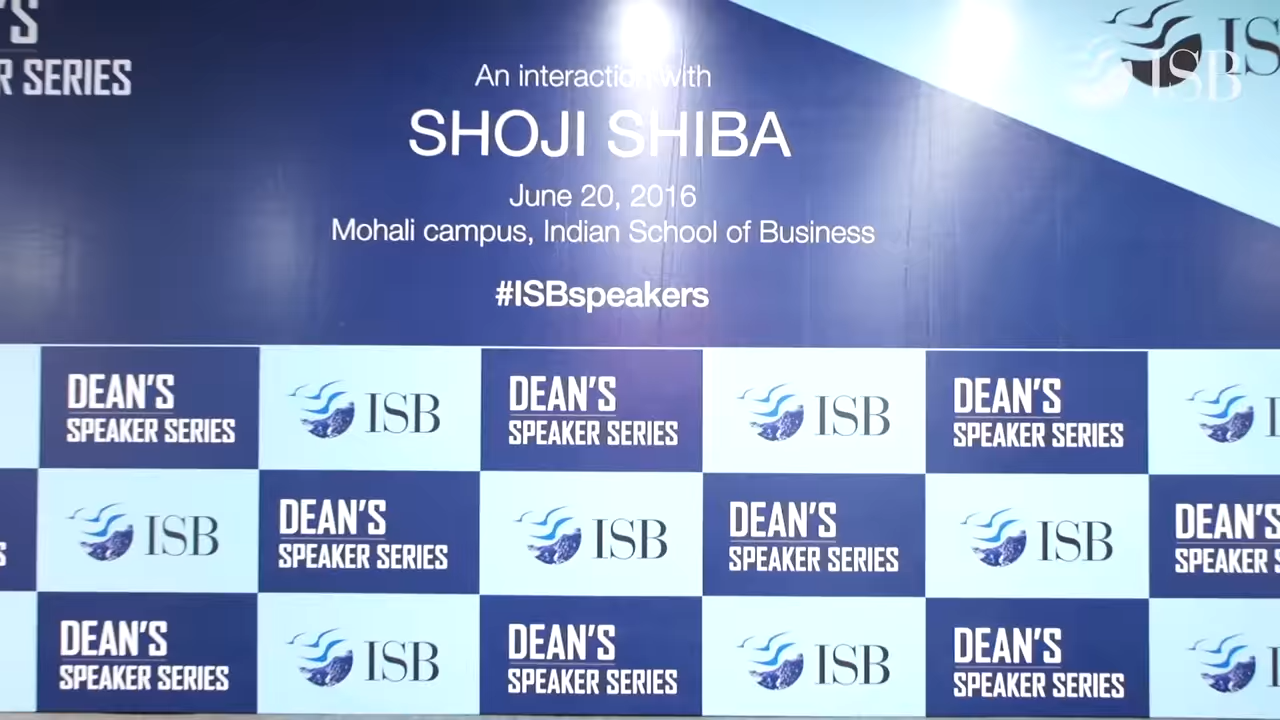 'S
R SERIES
ISB
ISB
An interaction with
SHOJI SHIBA
June 20, 2016
Mohali campus, Indian School of Business
#ISBspeakers
DEAN'S
SPEAKER SERIES
ISB
DEAN'S
SPEAKER SERIES
ISB
DEAN'S
SPEAKER SERIES
I
S
ISB
DEAN'S
SPEAKER SERIES
ISB
DEAN'S
SPEAKER SERIES
ISB
DEAN'S
SPEAKER S
DEAN'S
SPEAKER SERIES
ISB
DEAN'S
SPEAKER SERIES
ISB
DEAN'S
SPEAKER SERIES
I